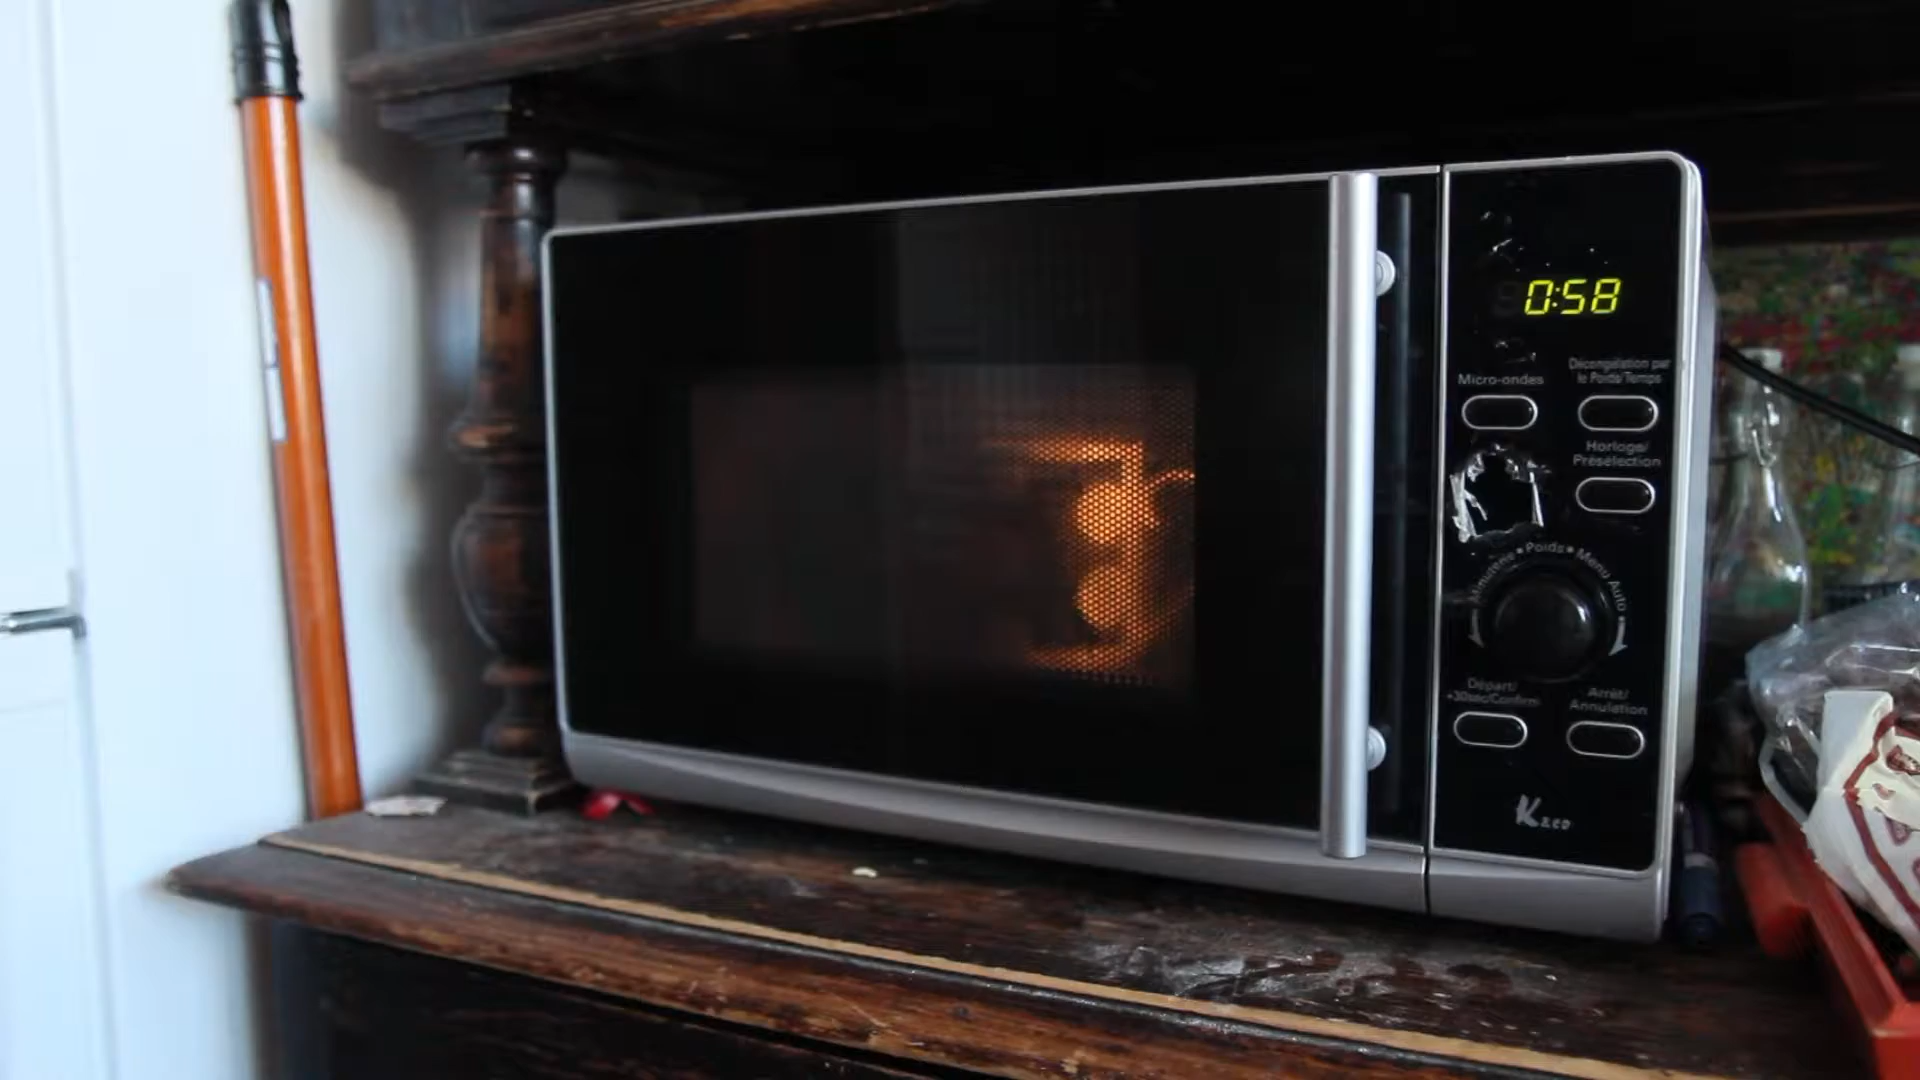 0:58
Micro-ondes
Décongélation par
le Poids/Temps
Horloge/
Présélection
Minuterie • Poids • Menu Auto
Départ/
+30sec/Confirm
Arrêt/
Annulation
K&co